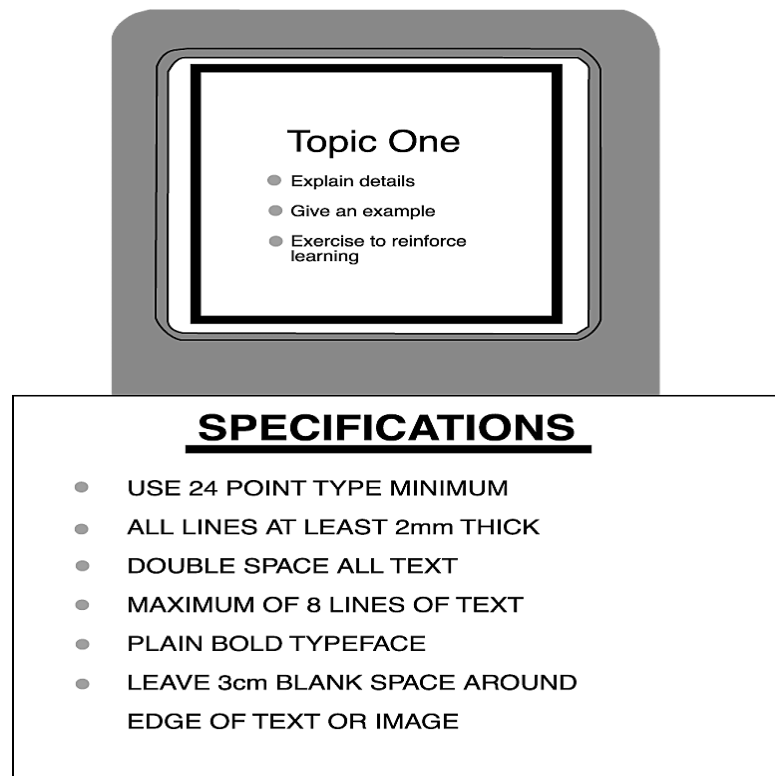 Topic One
Explain details
Give an example
Exercise to reinforce
learning
SPECIFICATIONS
USE 24 POINT TYPE MINIMUM
ALL LINES AT LEAST 2mm THICK
DOUBLE SPACE ALL TEXT
MAXIMUM OF 8 LINES OF TEXT
PLAIN BOLD TYPEFACE
LEAVE 3cm BLANK SPACE AROUND
EDGE OF TEXT OR IMAGE